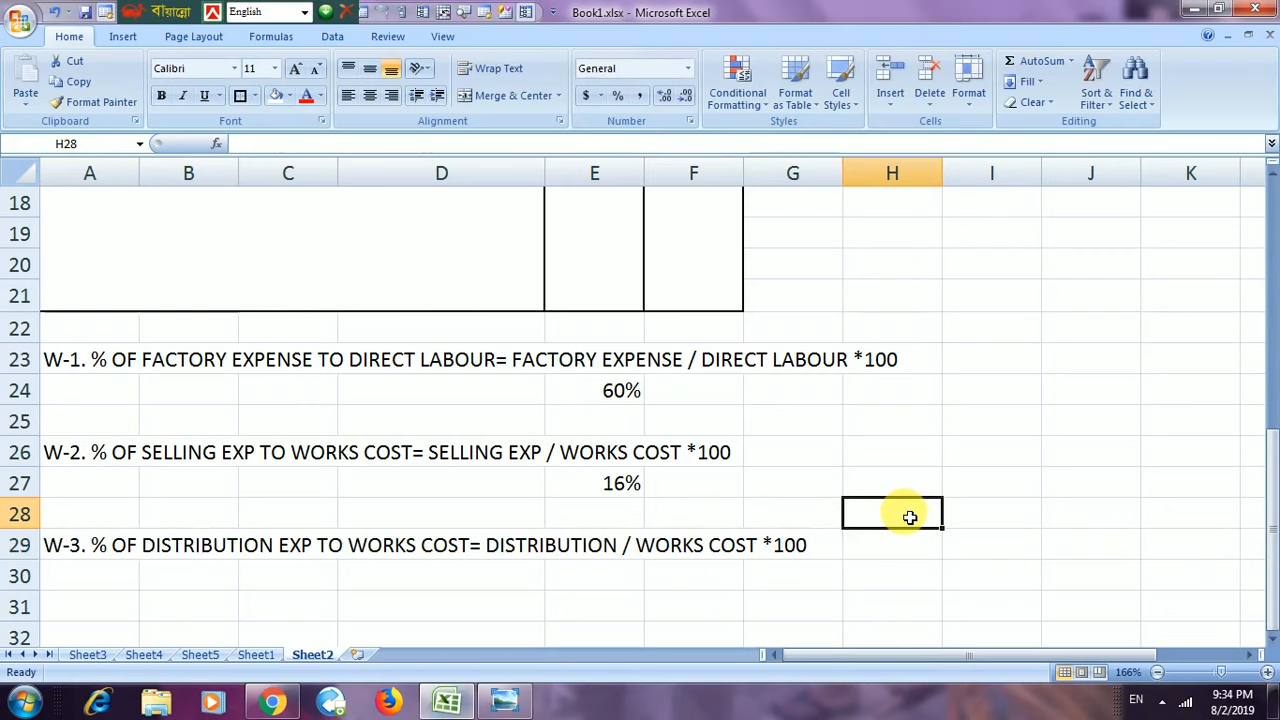 বায়ান্নো
English
Book1.xlsx - Microsoft Excel
Home Insert Page Layout Formulas Data Review View
Paste
Cut
Copy
Format Painter
Clipboard
Calibri 11
B I U
Font
Wrap Text
Merge & Center
Alignment
General
$ % ,
Number
Conditional Formatting
Format as Table
Cell Styles
Styles
Insert Delete Format
Cells
Σ AutoSum
Fill
Clear
Sort & Filter
Find & Select
Editing
H28 fx
A B C D E F G H I J K
18
19
20
21
22
23 W-1. % OF FACTORY EXPENSE TO DIRECT LABOUR= FACTORY EXPENSE / DIRECT LABOUR *100
24 60%
25
26 W-2. % OF SELLING EXP TO WORKS COST= SELLING EXP / WORKS COST *100
27 16%
28
29 W-3. % OF DISTRIBUTION EXP TO WORKS COST= DISTRIBUTION / WORKS COST *100
30
31
32
Sheet3 Sheet4 Sheet5 Sheet1 Sheet2
Ready 166%
EN
9:34 PM
8/2/2019